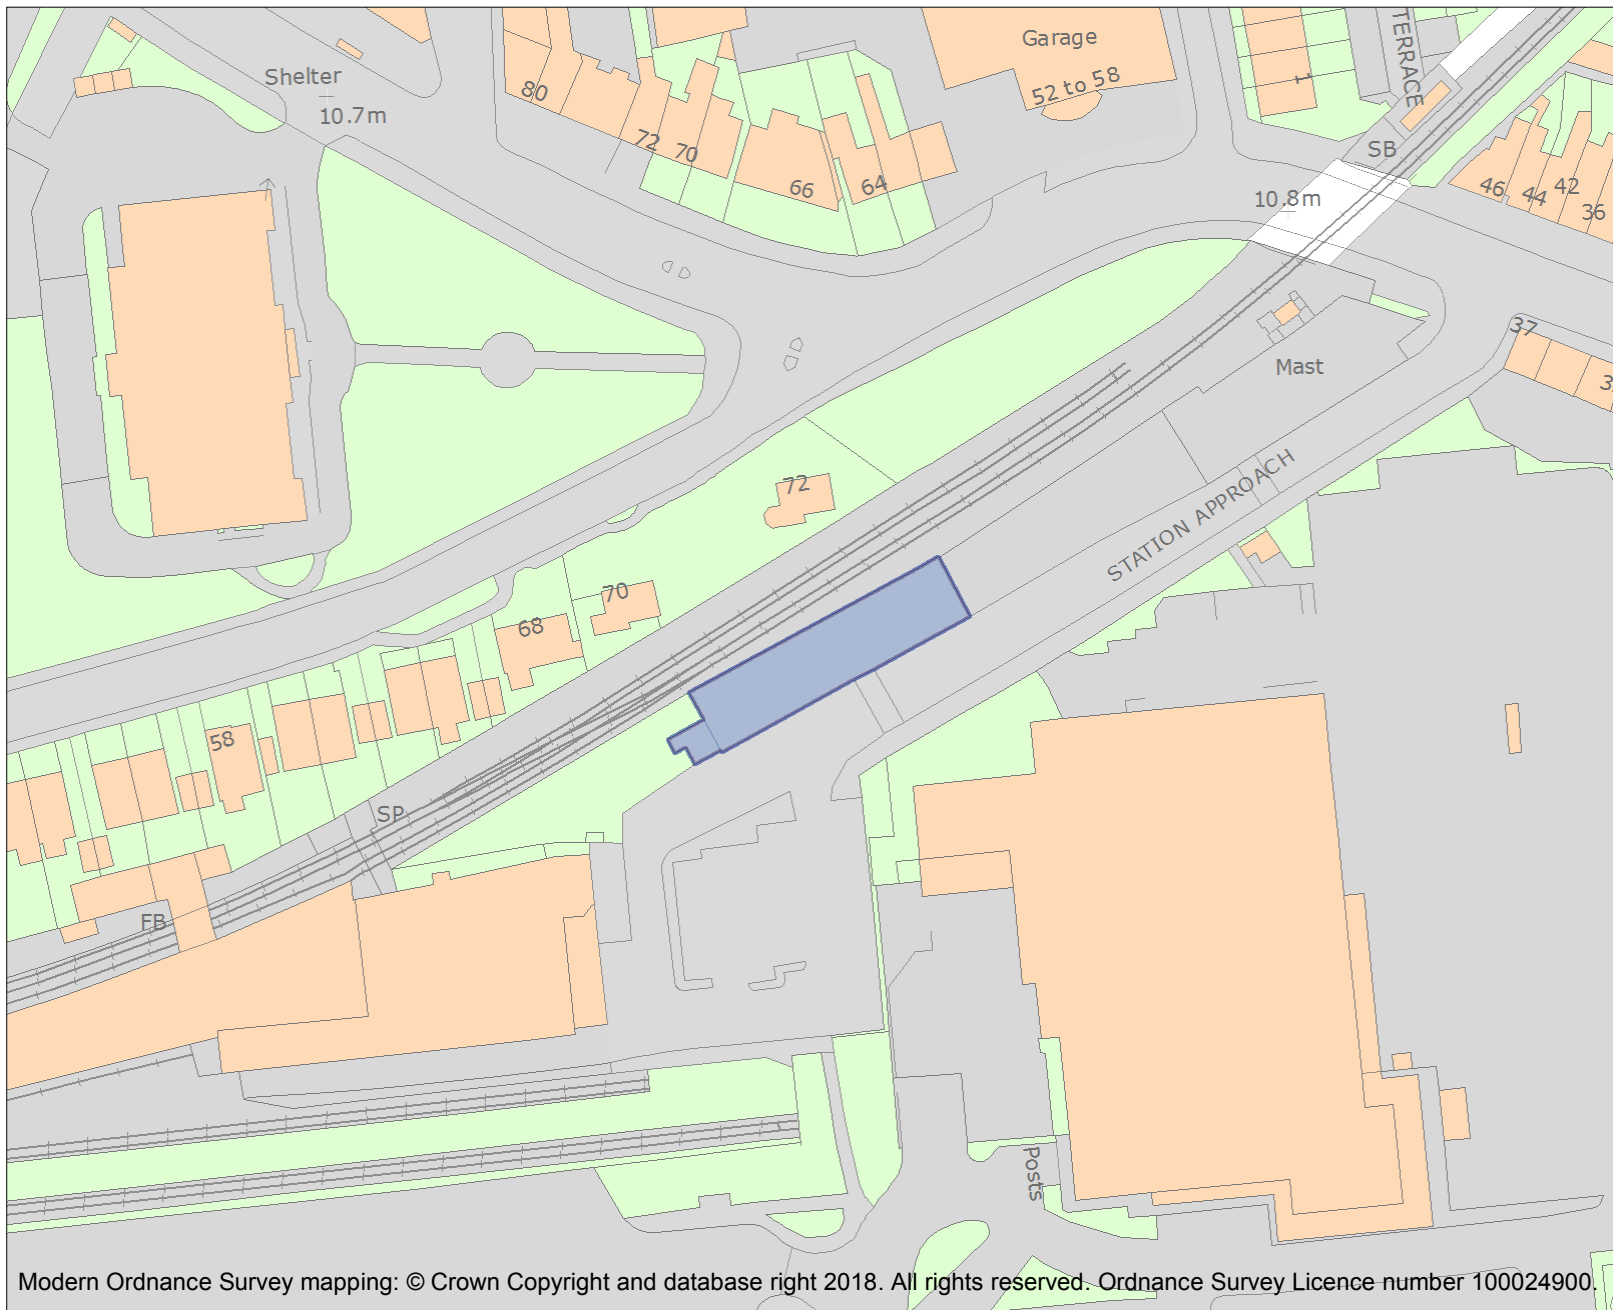 Garage
52 to 58
TERRACE
1
Shelter
10.7m
80
72
70
66
64
SB
10.8m
46
44
42
36
37
Mast
72
STATION APPROACH
70
68
58
SP
FB
Posts
Modern Ordnance Survey mapping: © Crown Copyright and database right 2018. All rights reserved. Ordnance Survey Licence number 100024900.